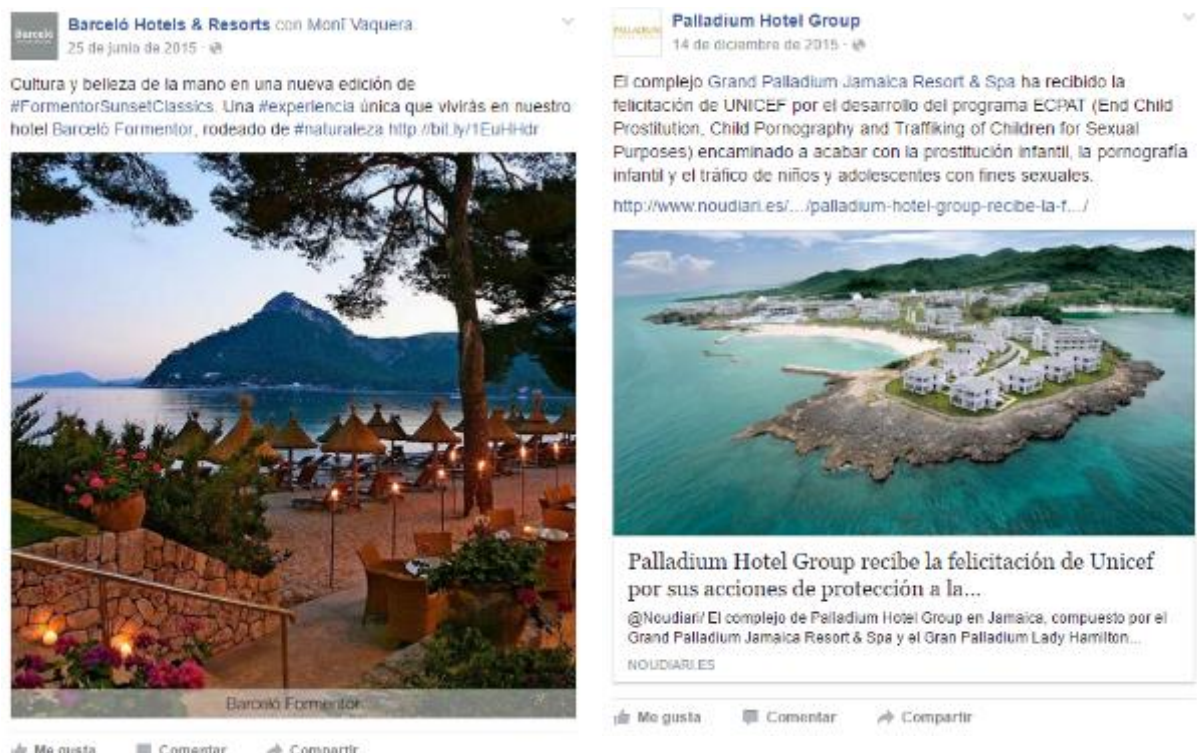 Barceló
Barceló Hotels & Resorts con Moni Vaquera
25 de junio de 2015
Cultura y belleza de la mano en una nueva edición de
#FormentorSunsetClassics. Una #experiencia única que vivirás en nuestro
hotel Barceló Formentor, rodeado de #naturaleza http://bit.ly/1EuHHdr
Barceló Formentor
Me gusta Comentar Compartir
PALLADIUM
Palladium Hotel Group
14 de diciembre de 2015
El complejo Grand Palladium Jamaica Resort & Spa ha recibido la
felicitación de UNICEF por el desarrollo del programa ECPAT (End Child
Prostitution, Child Pornography and Traffiking of Children for Sexual
Purposes) encaminado a acabar con la prostitución infantil, la pornografía
infantil y el tráfico de niños y adolescentes con fines sexuales.
http://www.noudiari.es/..../palladium-hotel-group-recibe-la-f..../
Palladium Hotel Group recibe la felicitación de Unicef
por sus acciones de protección a la...
@Noudiari/ El complejo de Palladium Hotel Group en Jamaica, compuesto por el
Grand Palladium Jamaica Resort & Spa y el Gran Palladium Lady Hamilton...
NOUDIARI.ES
Me gusta Comentar Compartir